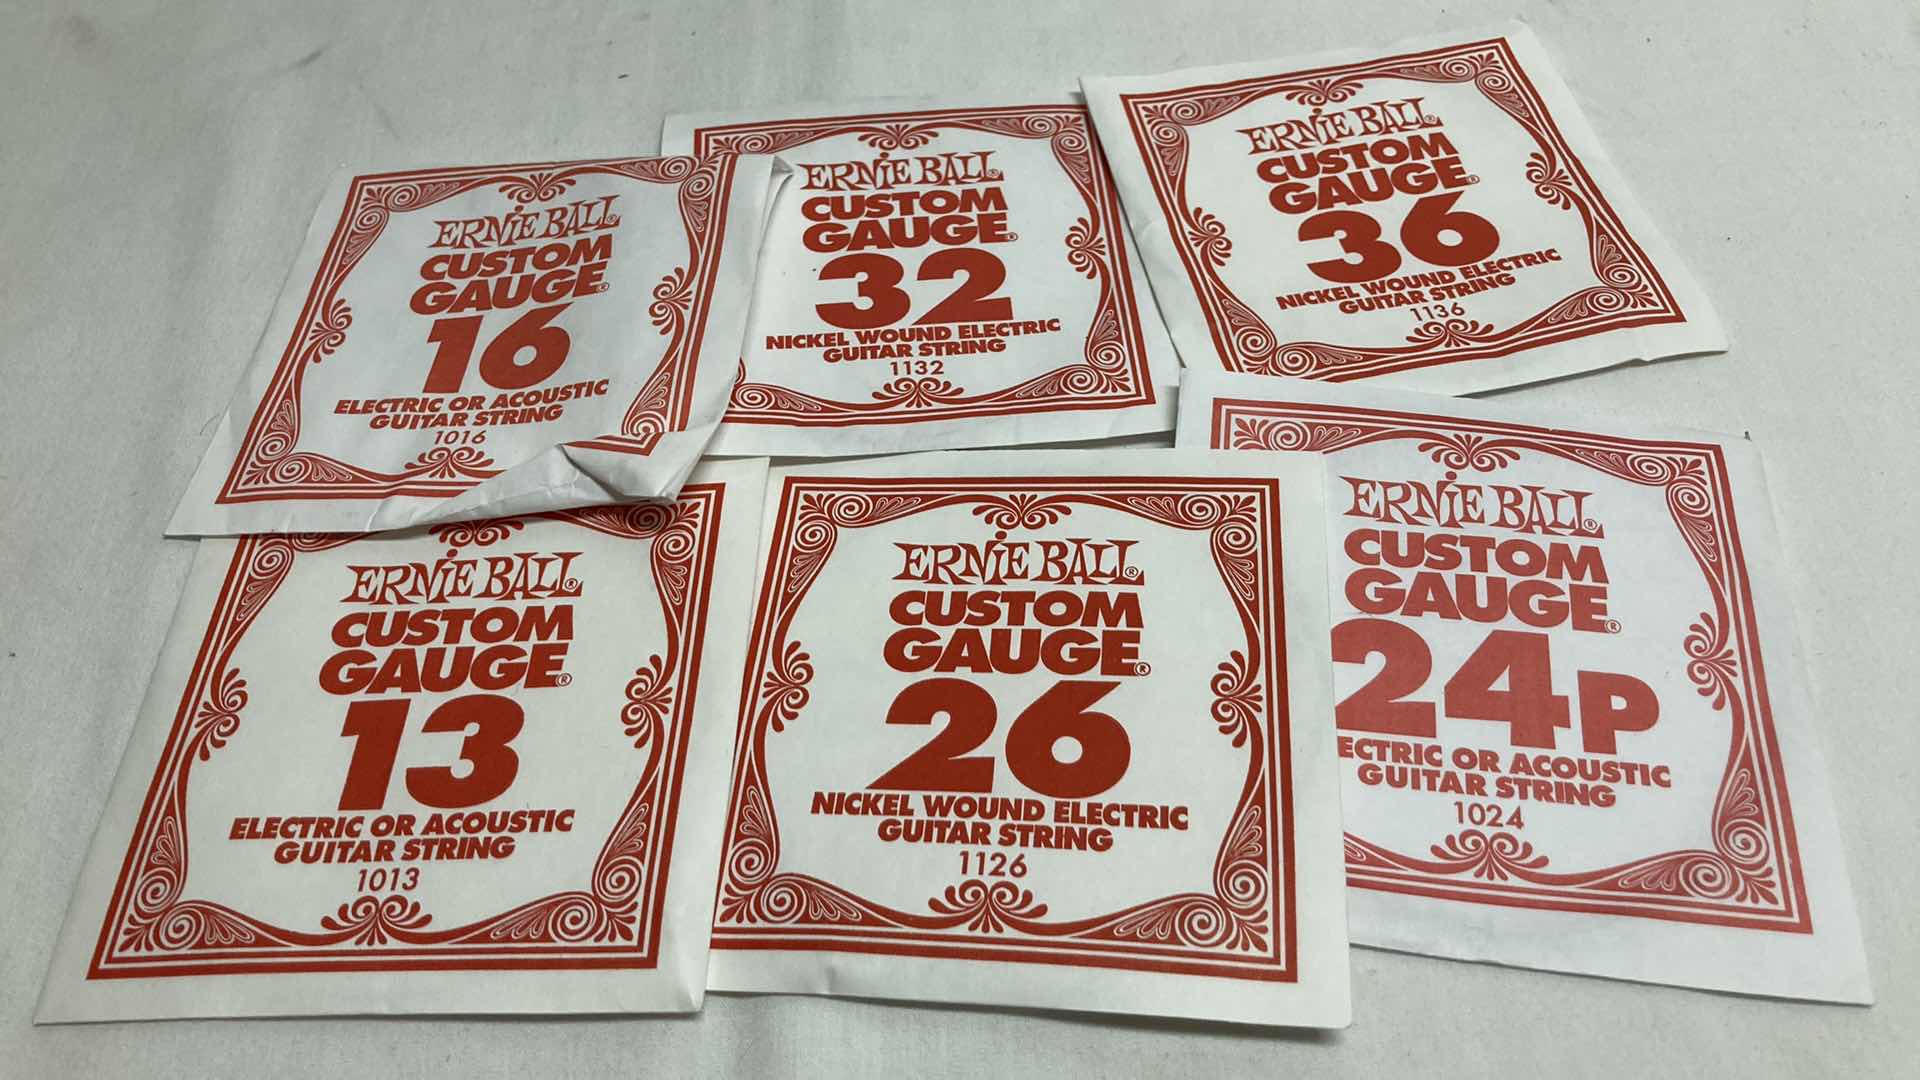 ERNIE BALL®
CUSTOM
GAUGE®
16
ELECTRIC OR ACOUSTIC
GUITAR STRING
1016
ERNIE BALL®
CUSTOM
GAUGE®
32
NICKEL WOUND ELECTRIC
GUITAR STRING
1132
ERNIE BALL®
CUSTOM
GAUGE®
36
NICKEL WOUND ELECTRIC
GUITAR STRING
1136
ERNIE BALL®
CUSTOM
GAUGE®
13
ELECTRIC OR ACOUSTIC
GUITAR STRING
1013
ERNIE BALL®
CUSTOM
GAUGE®
26
NICKEL WOUND ELECTRIC
GUITAR STRING
1126
ERNIE BALL®
CUSTOM
GAUGE®
24P
ECTRIC OR ACOUSTIC
GUITAR STRING
1024